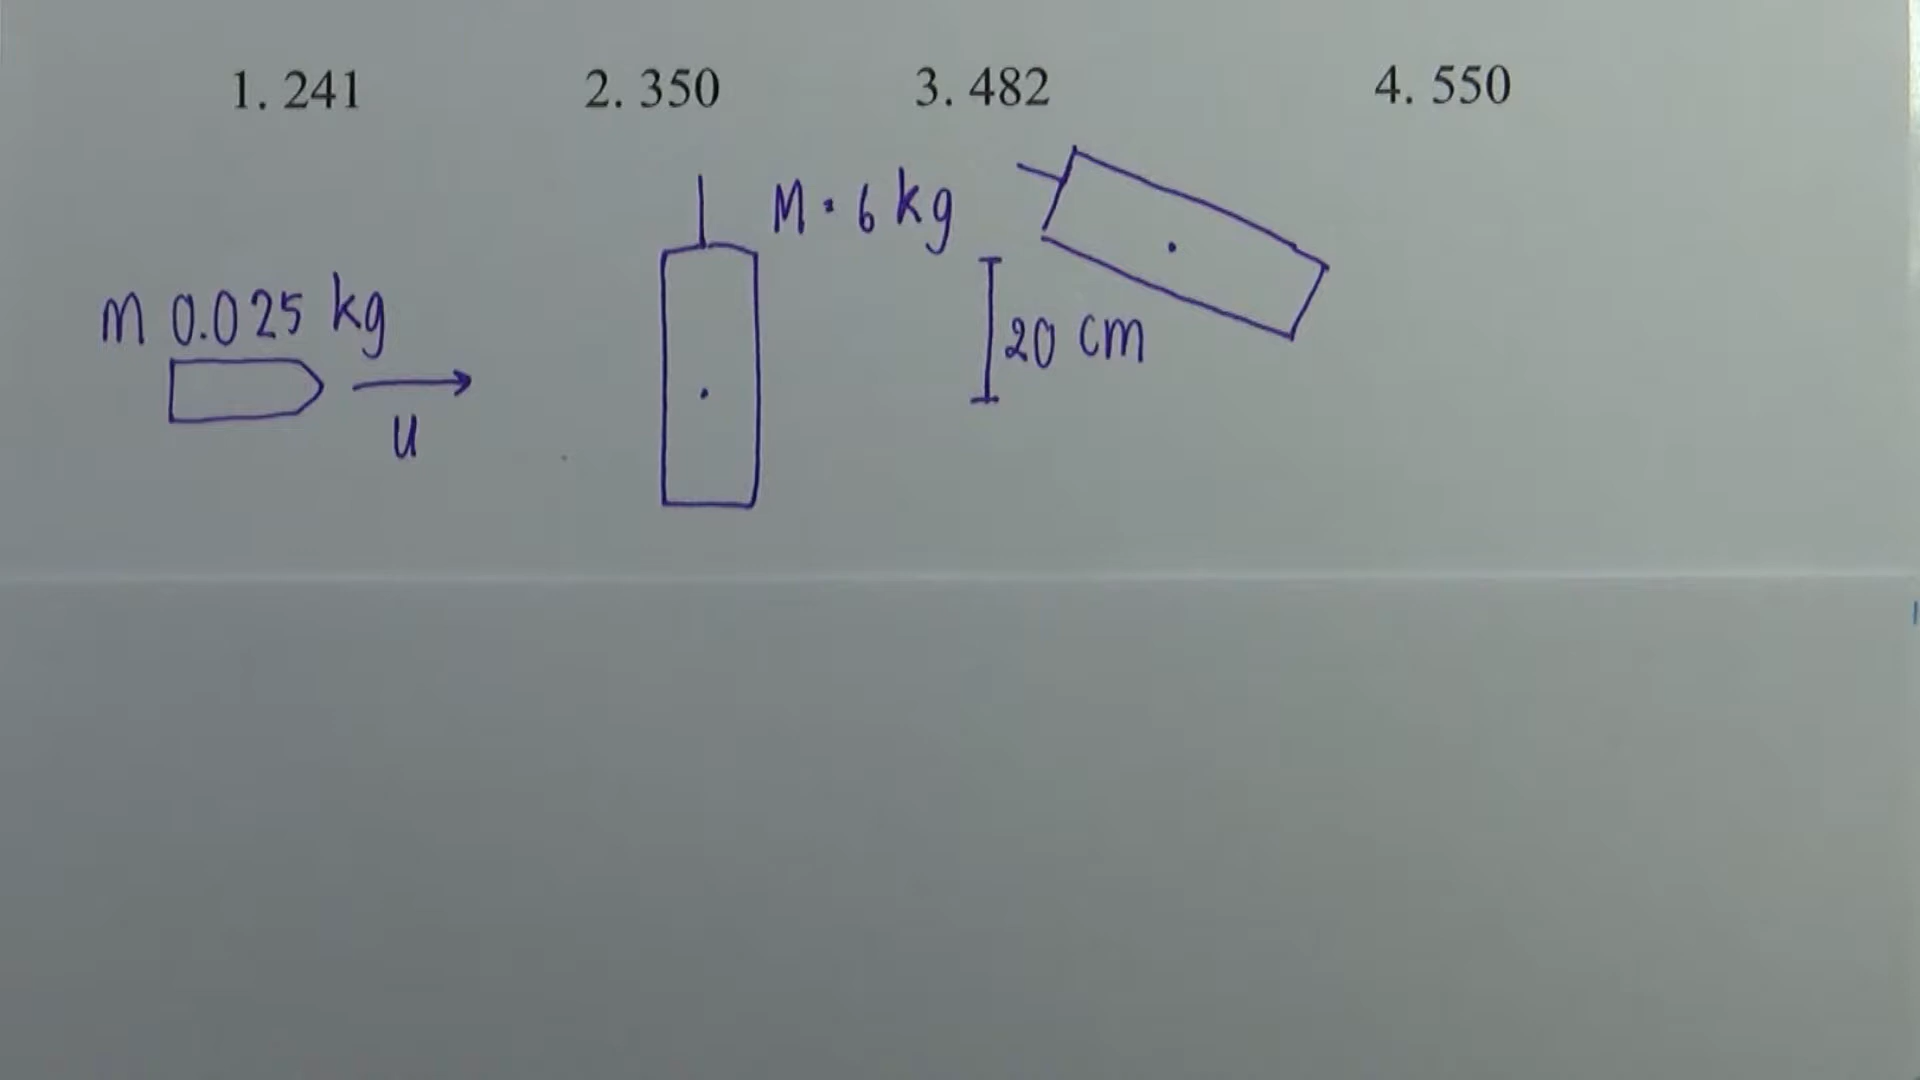 1. 241 2. 350 3. 482 4. 550
M = 6 kg
m 0.025 kg
20 cm
u